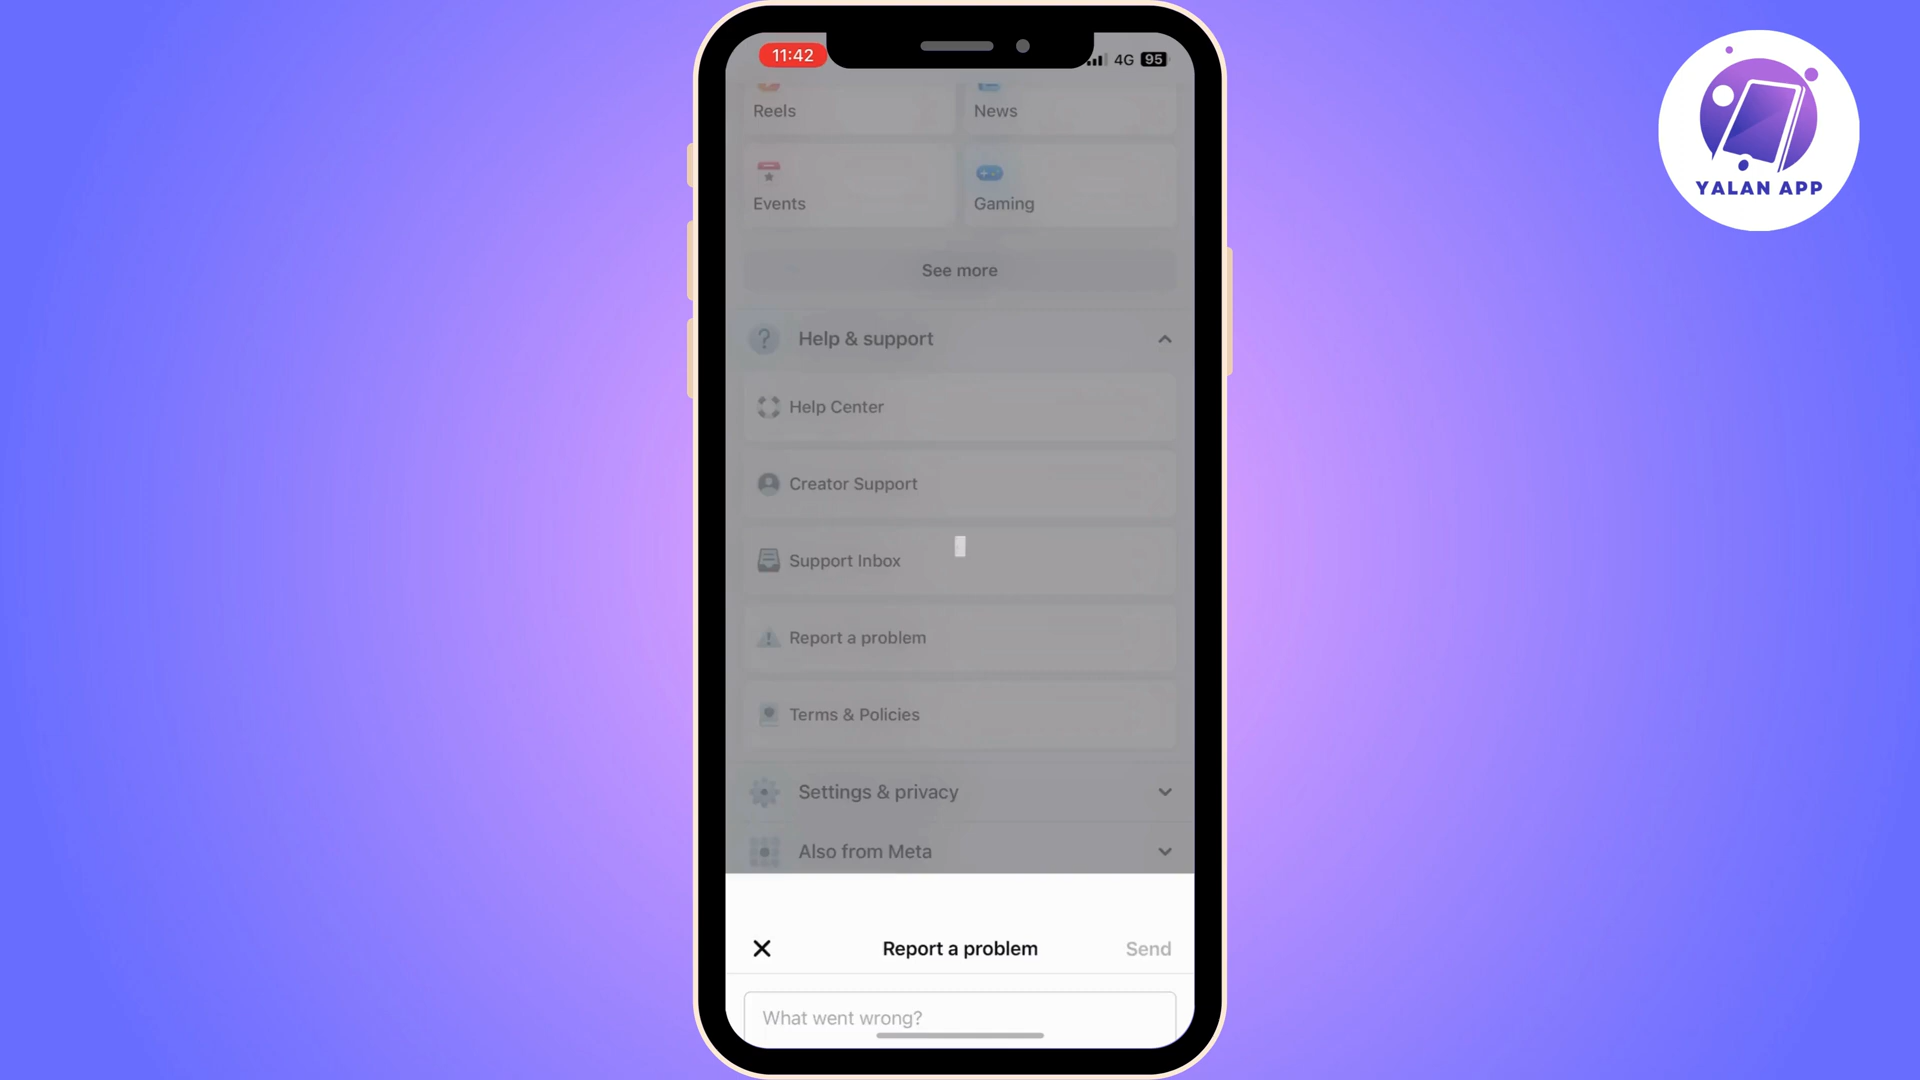 11:42
4G 95
Reels
News
Events
Gaming
See more
Help & support
Help Center
Creator Support
Support Inbox
Report a problem
Terms & Policies
Settings & privacy
Also from Meta
Report a problem
Send
What went wrong?
YALAN APP